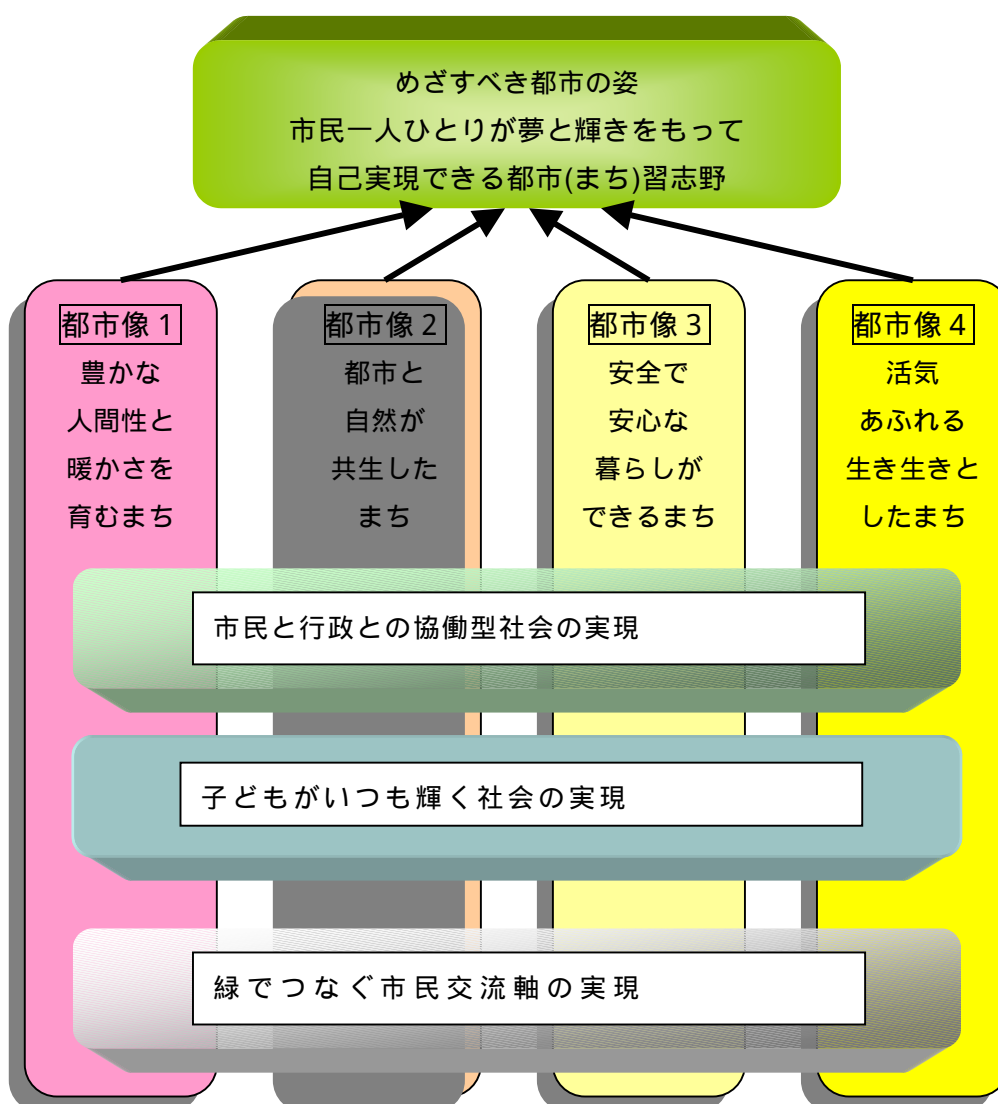 めざすべき都市の姿
市民一人ひとりが夢と輝きをもって
自己実現できる都市(まち)習志野
都市像1
豊かな
人間性と
暖かさを
育むまち
都市像2
都市と
自然が
共生した
まち
都市像3
安全で
安心な
暮らしが
できるまち
都市像4
活気
あふれる
生き生きと
したまち
市民と行政との協働型社会の実現
子どもがいつも輝く社会の実現
緑でつなぐ市民交流軸の実現